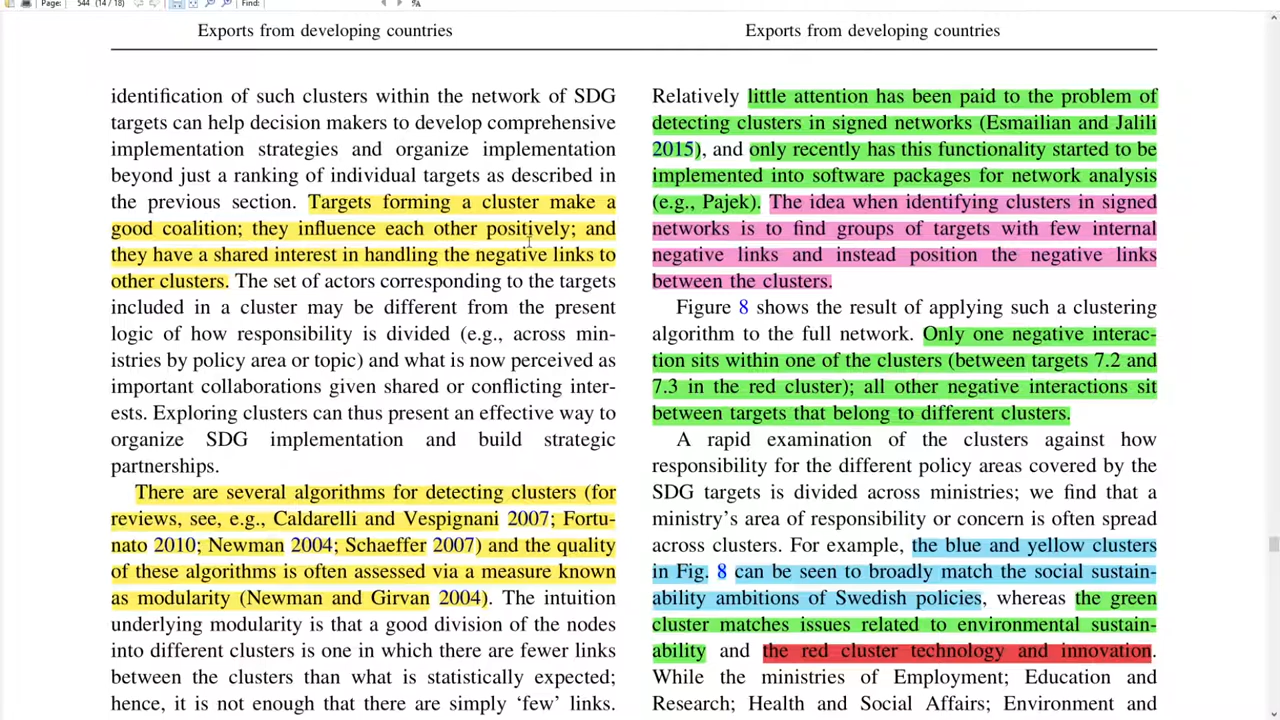 Page: 544 (14 / 18) Find:
Exports from developing countries
identification of such clusters within the network of SDG
targets can help decision makers to develop comprehensive
implementation strategies and organize implementation
beyond just a ranking of individual targets as described in
the previous section. Targets forming a cluster make a
good coalition; they influence each other positively; and
they have a shared interest in handling the negative links to
other clusters. The set of actors corresponding to the targets
included in a cluster may be different from the present
logic of how responsibility is divided (e.g., across min-
istries by policy area or topic) and what is now perceived as
important collaborations given shared or conflicting inter-
ests. Exploring clusters can thus present an effective way to
organize SDG implementation and build strategic
partnerships.
There are several algorithms for detecting clusters (for
reviews, see, e.g., Caldarelli and Vespignani 2007; Fortu-
nato 2010; Newman 2004; Schaeffer 2007) and the quality
of these algorithms is often assessed via a measure known
as modularity (Newman and Girvan 2004). The intuition
underlying modularity is that a good division of the nodes
into different clusters is one in which there are fewer links
between the clusters than what is statistically expected;
hence, it is not enough that there are simply ‘few’ links.
Exports from developing countries
Relatively little attention has been paid to the problem of
detecting clusters in signed networks (Esmailian and Jalili
2015), and only recently has this functionality started to be
implemented into software packages for network analysis
(e.g., Pajek). The idea when identifying clusters in signed
networks is to find groups of targets with few internal
negative links and instead position the negative links
between the clusters.
Figure 8 shows the result of applying such a clustering
algorithm to the full network. Only one negative interac-
tion sits within one of the clusters (between targets 7.2 and
7.3 in the red cluster); all other negative interactions sit
between targets that belong to different clusters.
A rapid examination of the clusters against how
responsibility for the different policy areas covered by the
SDG targets is divided across ministries; we find that a
ministry’s area of responsibility or concern is often spread
across clusters. For example, the blue and yellow clusters
in Fig. 8 can be seen to broadly match the social sustain-
ability ambitions of Swedish policies, whereas the green
cluster matches issues related to environmental sustain-
ability and the red cluster technology and innovation.
While the ministries of Employment; Education and
Research; Health and Social Affairs; Environment and